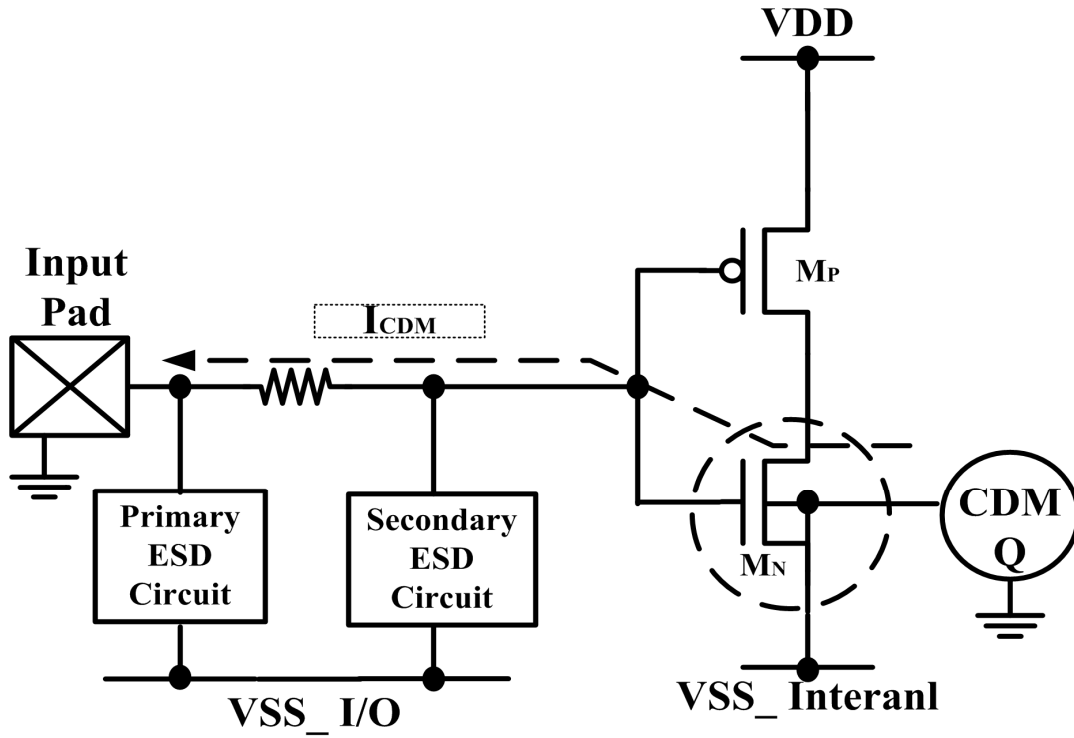 VDD
Input
Pad
MP
ICDM
Primary
ESD
Circuit
Secondary
ESD
Circuit
MN
CDM
Q
VSS_ I/O
VSS_ Interanl